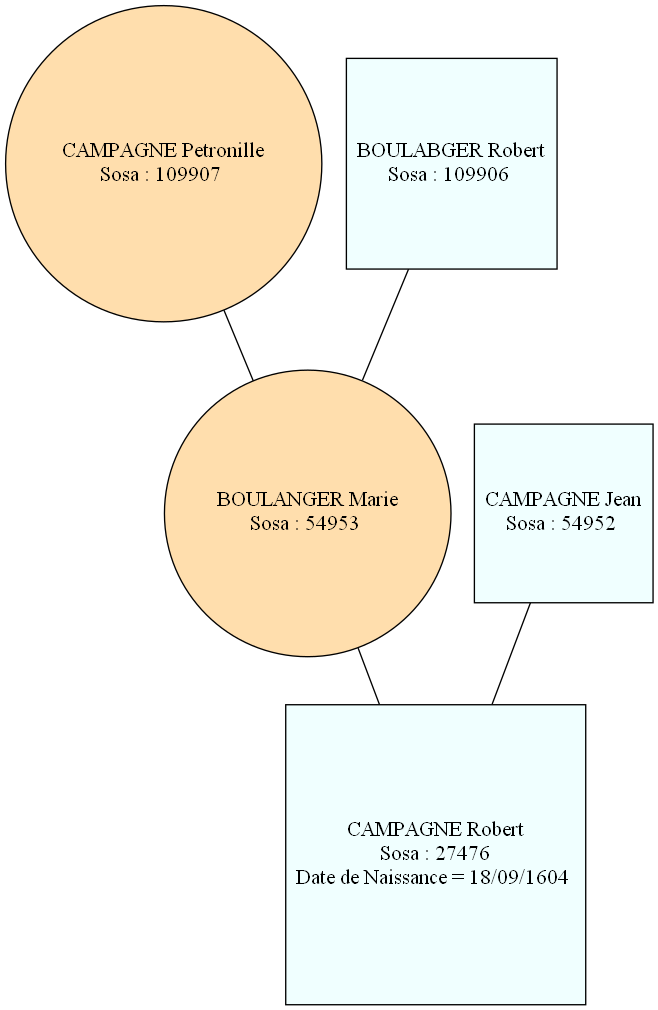 CAMPAGNE Petronille
Sosa : 109907
BOULABGER Robert
Sosa : 109906
BOULANGER Marie
Sosa : 54953
CAMPAGNE Jean
Sosa : 54952
CAMPAGNE Robert
Sosa : 27476
Date de Naissance = 18/09/1604